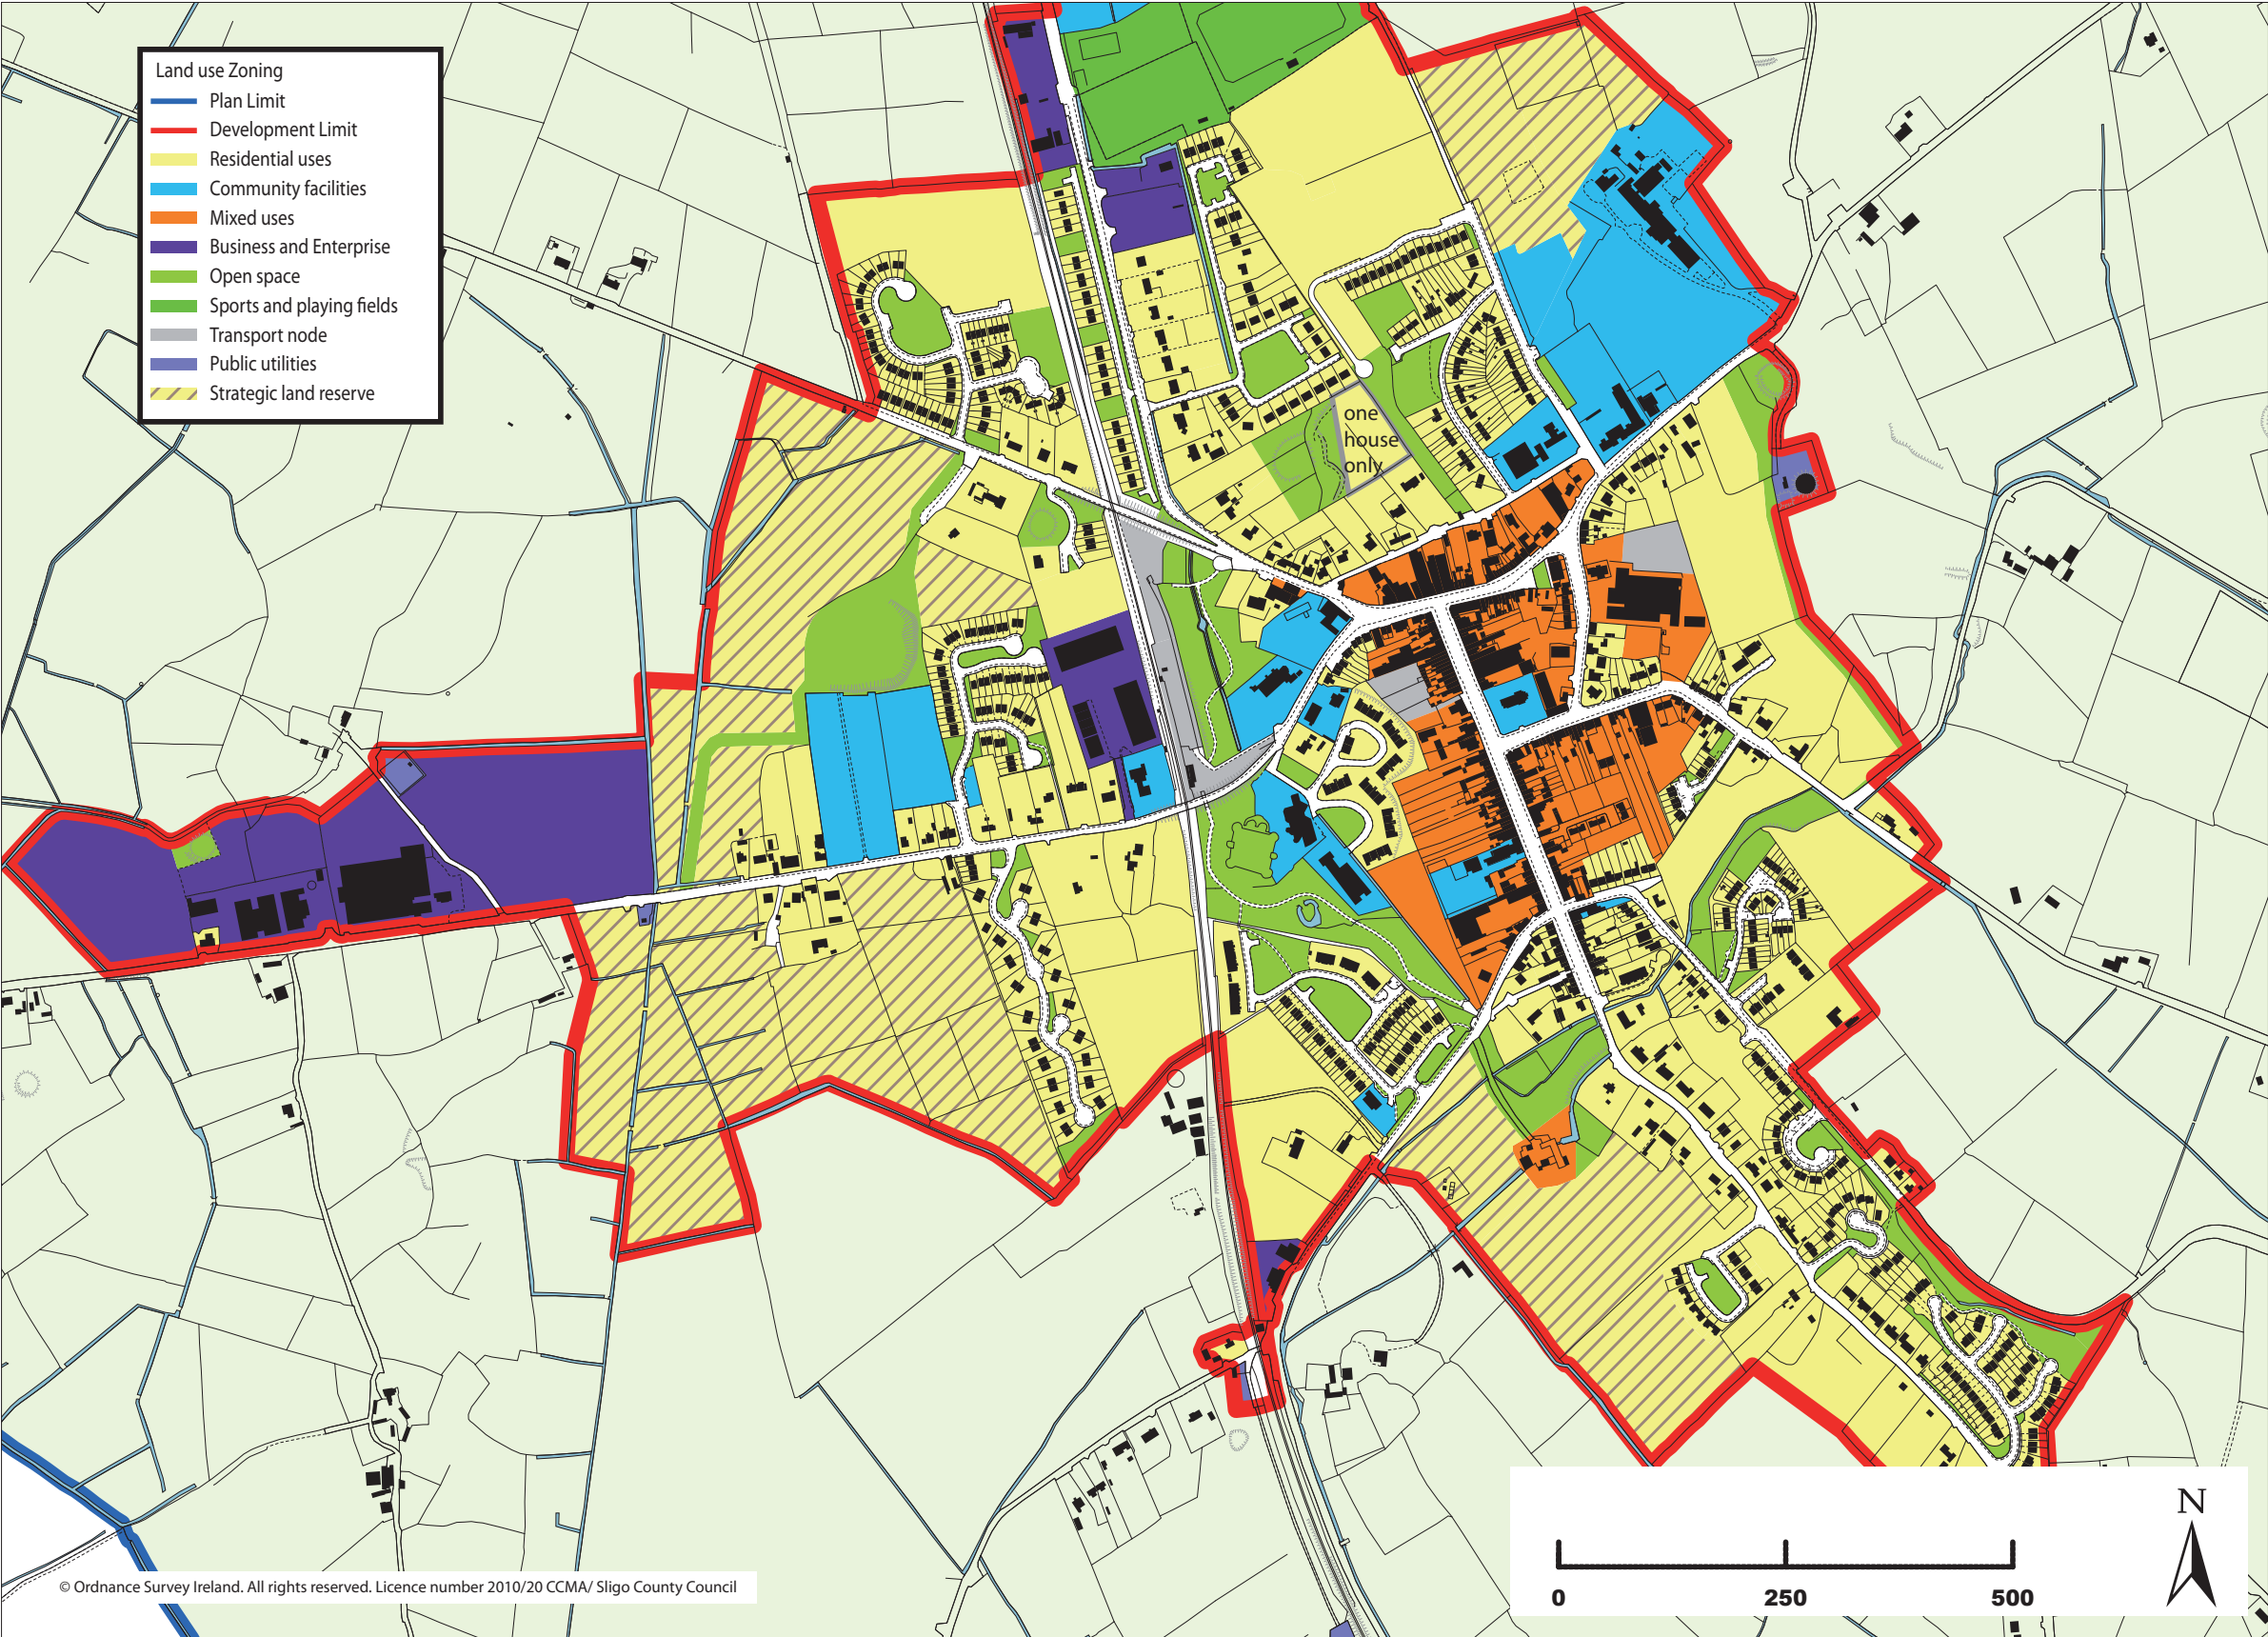 Land use Zoning
Plan Limit
Development Limit
Residential uses
Community facilities
Mixed uses
Business and Enterprise
Open space
Sports and playing fields
Transport node
Public utilities
Strategic land reserve
one
house
only
N
0 250 500
© Ordnance Survey Ireland. All rights reserved. Licence number 2010/20 CCMA/ Sligo County Council